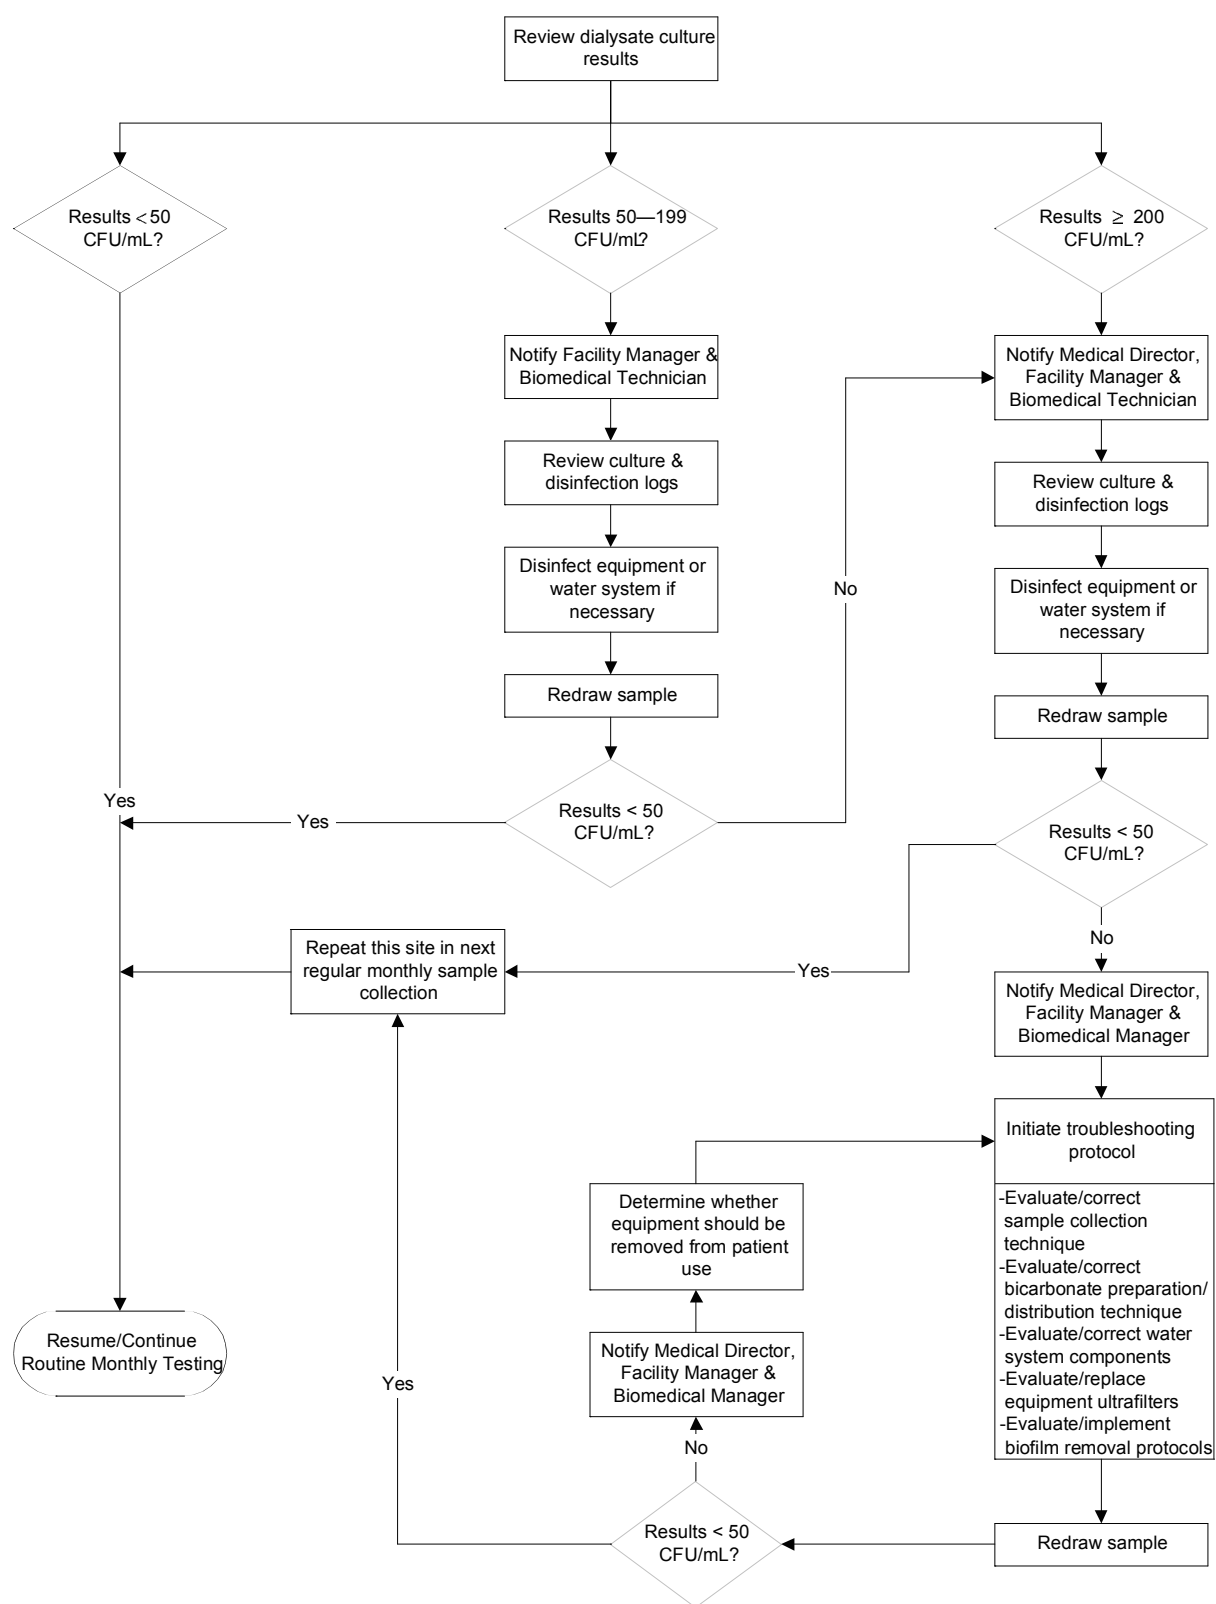 Review dialysate culture
results
Results <50
CFU/mL?
Results 50—199
CFU/mL?
Results ≥ 200
CFU/mL?
Notify Facility Manager &
Biomedical Technician
Notify Medical Director,
Facility Manager &
Biomedical Technician
Review culture &
disinfection logs
Review culture &
disinfection logs
Disinfect equipment or
water system if
necessary
No
Disinfect equipment or
water system if
necessary
Redraw sample
Redraw sample
Yes
Results < 50
CFU/mL?
Yes
Results < 50
CFU/mL?
No
Repeat this site in next
regular monthly sample
collection
Yes
Notify Medical Director,
Facility Manager &
Biomedical Manager
Initiate troubleshooting
protocol
-Evaluate/correct
sample collection
technique
-Evaluate/correct
bicarbonate preparation/
distribution technique
-Evaluate/correct water
system components
-Evaluate/replace
equipment ultrafilters
-Evaluate/implement
biofilm removal protocols
Determine whether
equipment should be
removed from patient
use
Resume/Continue
Routine Monthly Testing
Notify Medical Director,
Facility Manager &
Biomedical Manager
Yes
No
Results < 50
CFU/mL?
Redraw sample